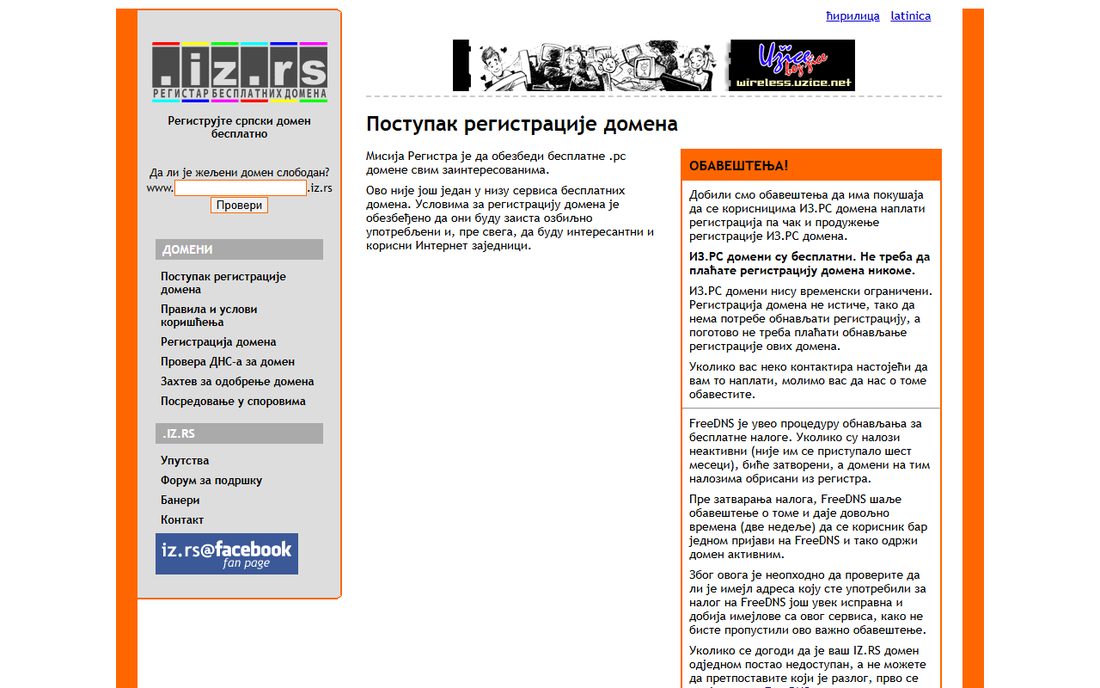 ћирилица latinica
.iz.rs
РЕГИСТАР БЕСПЛАТНИХ ДОМЕНА
Региструјте српски домен
бесплатно
Да ли је жељени домен слободан?
www. .iz.rs
Провери
ДОМЕНИ
Поступак регистрације
домена
Правила и услови
коришћења
Регистрација домена
Провера ДНС-а за домен
Захтев за одобрење домена
Посредовање у споровима
.IZ.RS
Упутства
Форум за подршку
Банери
Контакт
iz.rs@facebook
fan page
Užice
bez žice
wireless.uzice.net
Поступак регистрације домена
Мисија Регистра је да обезбеди бесплатне .рс
домене свим заинтересованима.
Ово није још један у низу сервиса бесплатних
домена. Условима за регистрацију домена је
обезбеђено да они буду заиста озбиљно
употребљени и, пре свега, да буду интересантни и
корисни Интернет заједници.
ОБАВЕШТЕЊА!
Добили смо обавештења да има покушаја
да се корисницима ИЗ.РС домена наплати
регистрација па чак и продужење
регистрације ИЗ.РС домена.
ИЗ.РС домени су бесплатни. Не треба да
плаћате регистрацију домена никоме.
ИЗ.РС домени нису временски ограничени.
Регистрација домена не истиче, тако да
нема потребе обнављати регистрацију, а
поготово не треба плаћати обнављање
регистрације ових домена.
Уколико вас неко контактира настојећи да
вам то наплати, молимо вас да нас о томе
обавестите.
FreeDNS је увео процедуру обнављања за
бесплатне налоге. Уколико су налози
неактивни (није им се приступало шест
месеци), биће затворени, а домени на тим
налозима обрисани из регистра.
Пре затварања налога, FreeDNS шаље
обавештење о томе и даје довољно
времена (две недеље) да се корисник бар
једном пријави на FreeDNS и тако одржи
домен активним.
Због овога је неопходно да проверите да
ли је имејл адреса коју сте употребили за
налог на FreeDNS још увек исправна и
добија имејлове са овог сервиса, како не
бисте пропустили ово важно обавештење.
Уколико се догоди да је ваш IZ.RS домен
одједном постао недоступан, а не можете
да претпоставите који је разлог, прво се